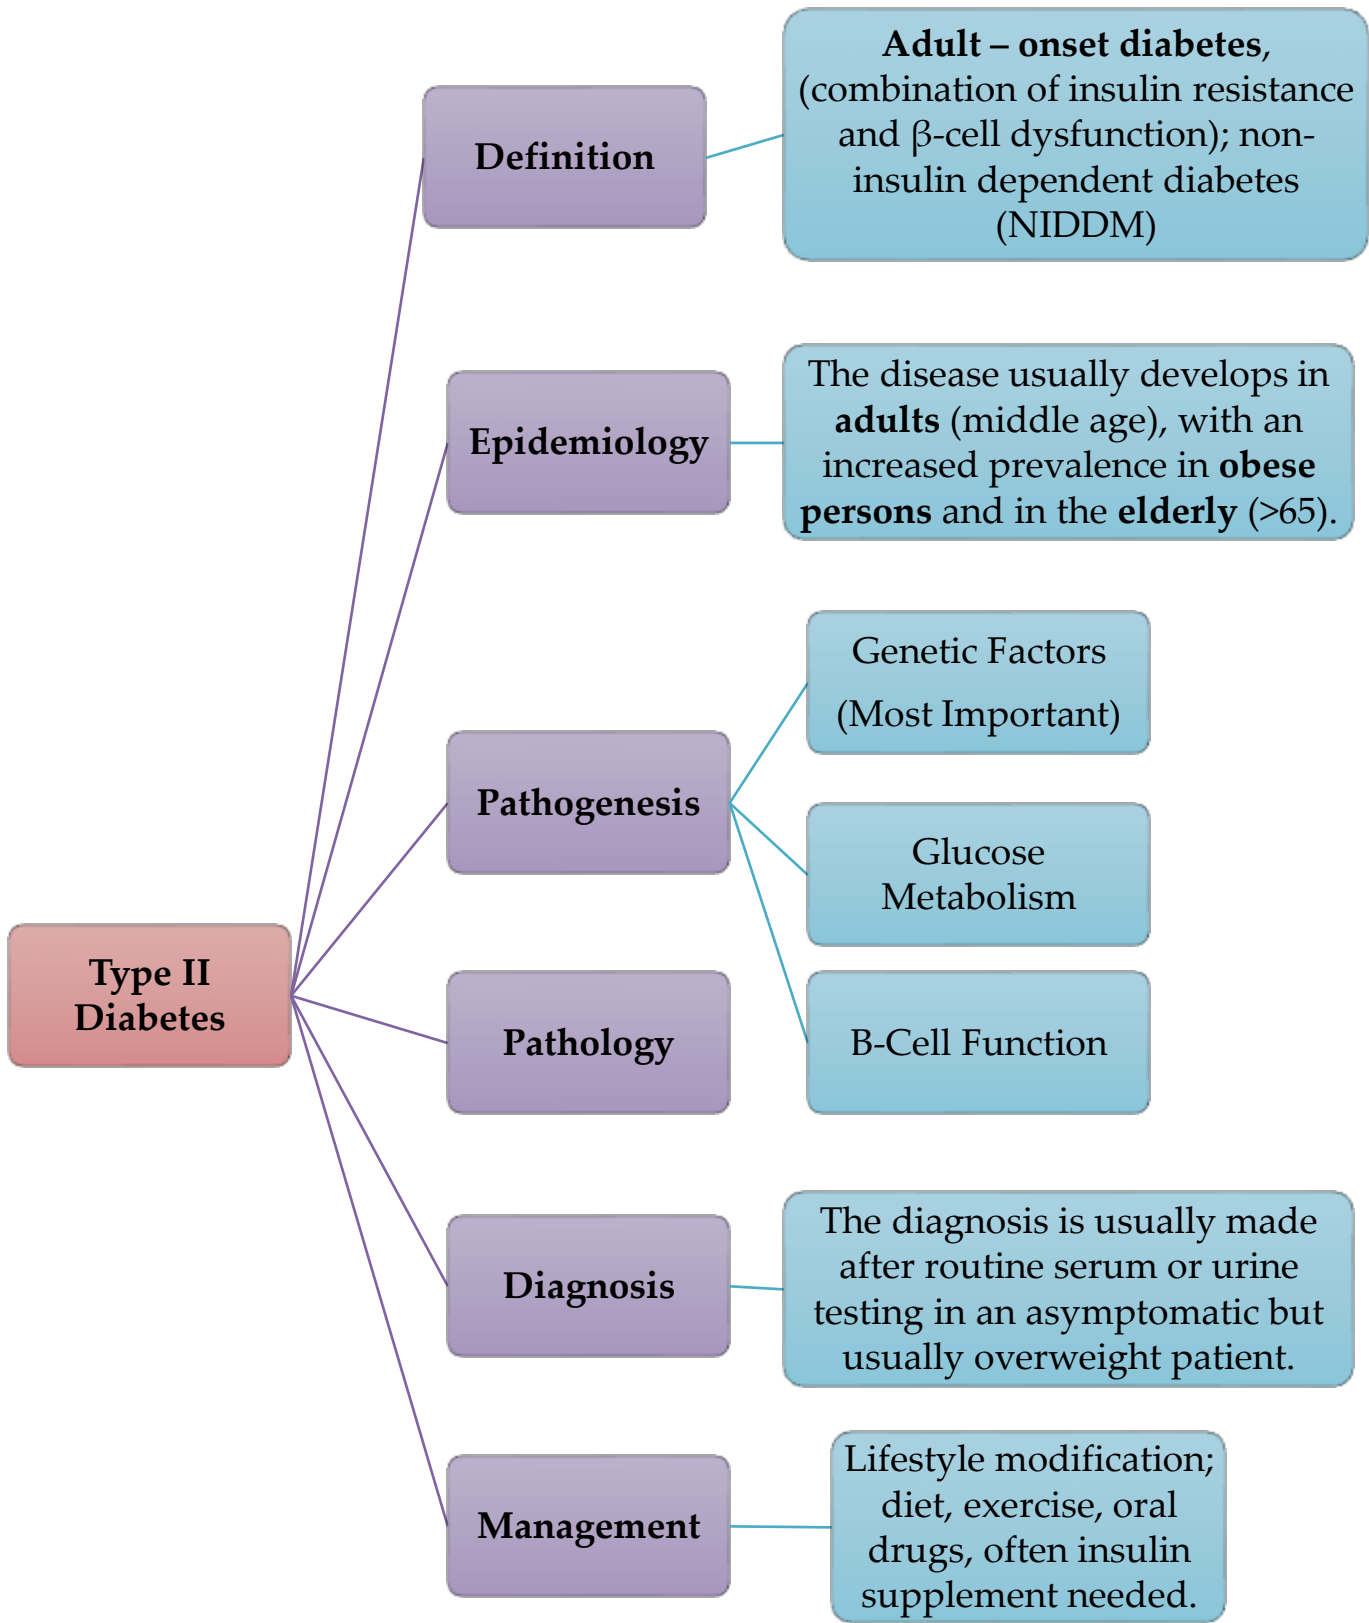 Type II
Diabetes
Definition
Adult – onset diabetes,
(combination of insulin resistance
and β-cell dysfunction); non-
insulin dependent diabetes
(NIDDM)
Epidemiology
The disease usually develops in
adults (middle age), with an
increased prevalence in obese
persons and in the elderly (>65).
Pathogenesis
Genetic Factors
(Most Important)
Glucose
Metabolism
B-Cell Function
Pathology
Diagnosis
The diagnosis is usually made
after routine serum or urine
testing in an asymptomatic but
usually overweight patient.
Management
Lifestyle modification;
diet, exercise, oral
drugs, often insulin
supplement needed.